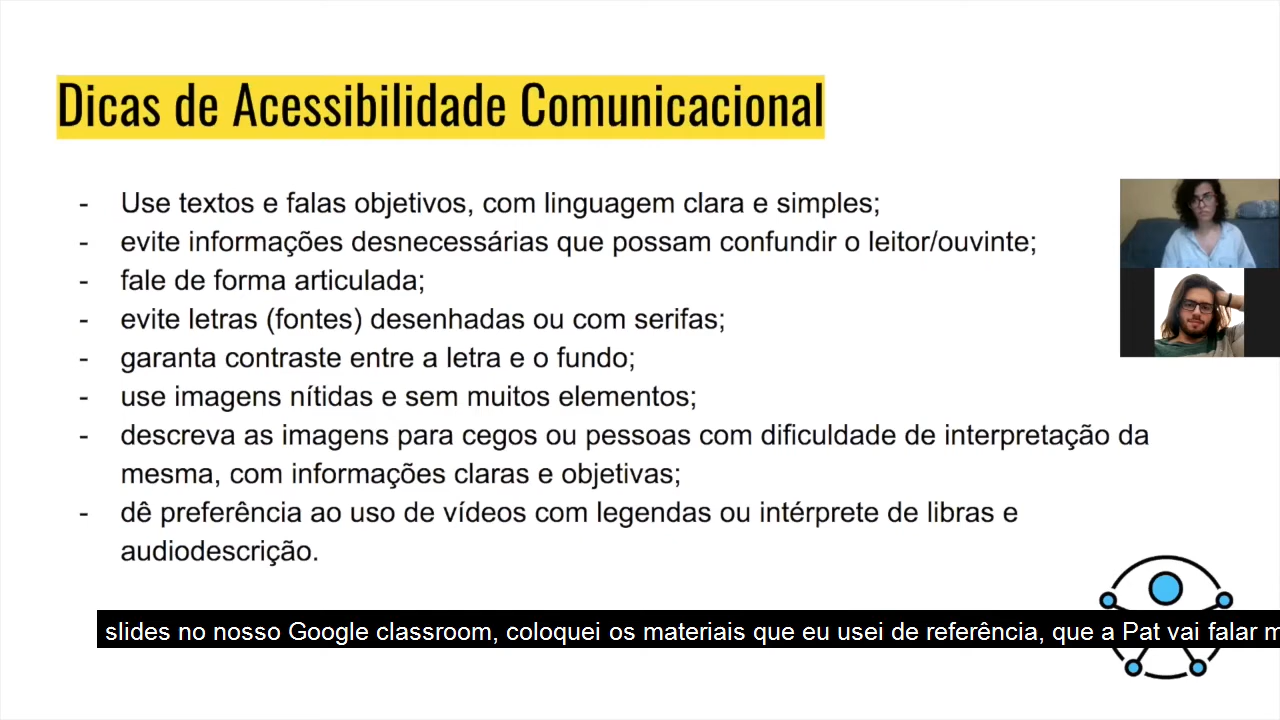 Dicas de Acessibilidade Comunicacional
- Use textos e falas objetivos, com linguagem clara e simples;
- evite informações desnecessárias que possam confundir o leitor/ouvinte;
- fale de forma articulada;
- evite letras (fontes) desenhadas ou com serifas;
- garanta contraste entre a letra e o fundo;
- use imagens nítidas e sem muitos elementos;
- descreva as imagens para cegos ou pessoas com dificuldade de interpretação da
mesma, com informações claras e objetivas;
- dê preferência ao uso de vídeos com legendas ou intérprete de libras e
audiodescrição.
slides no nosso Google classroom, coloquei os materiais que eu usei de referência, que a Pat vai falar